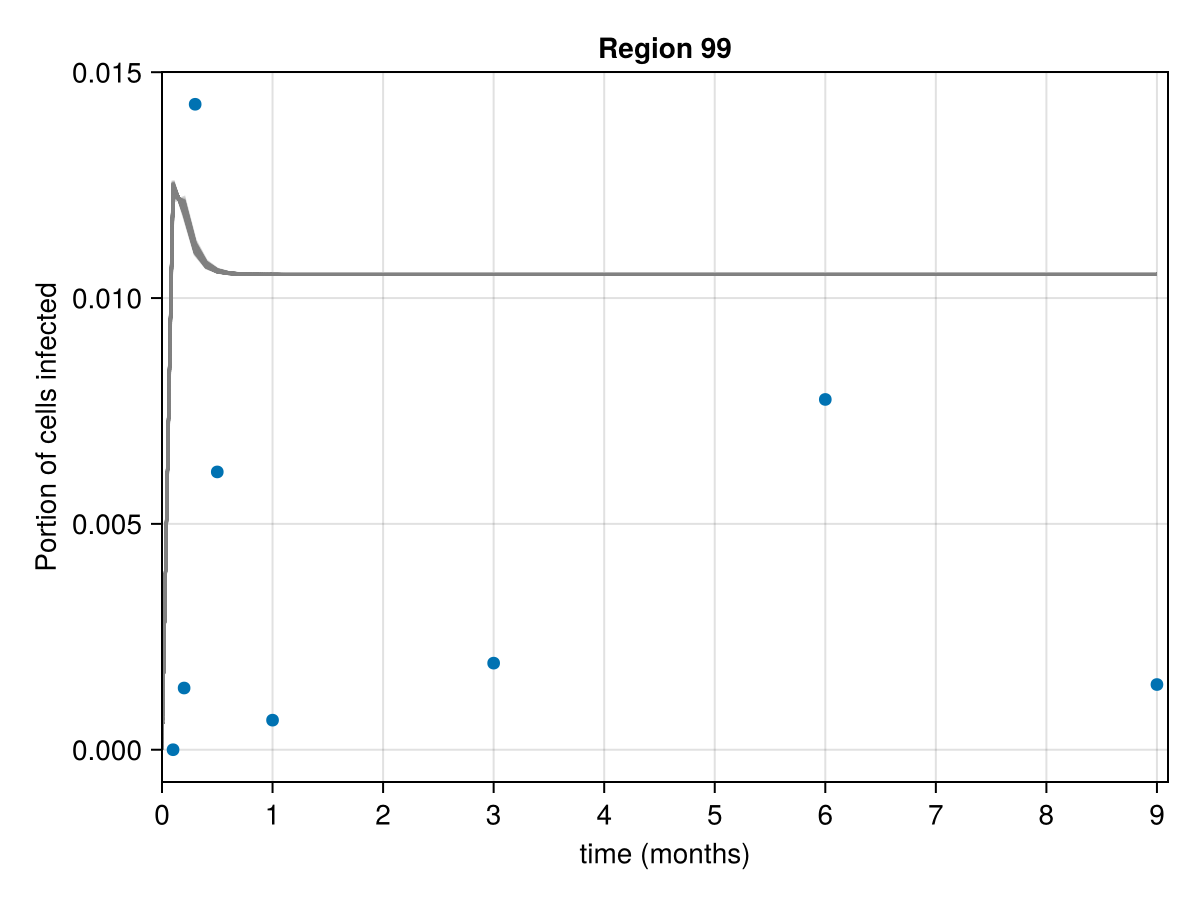 Region 99
0.015
0.010
0.005
0.000
Portion of cells infected
0 1 2 3 4 5 6 7 8 9
time (months)